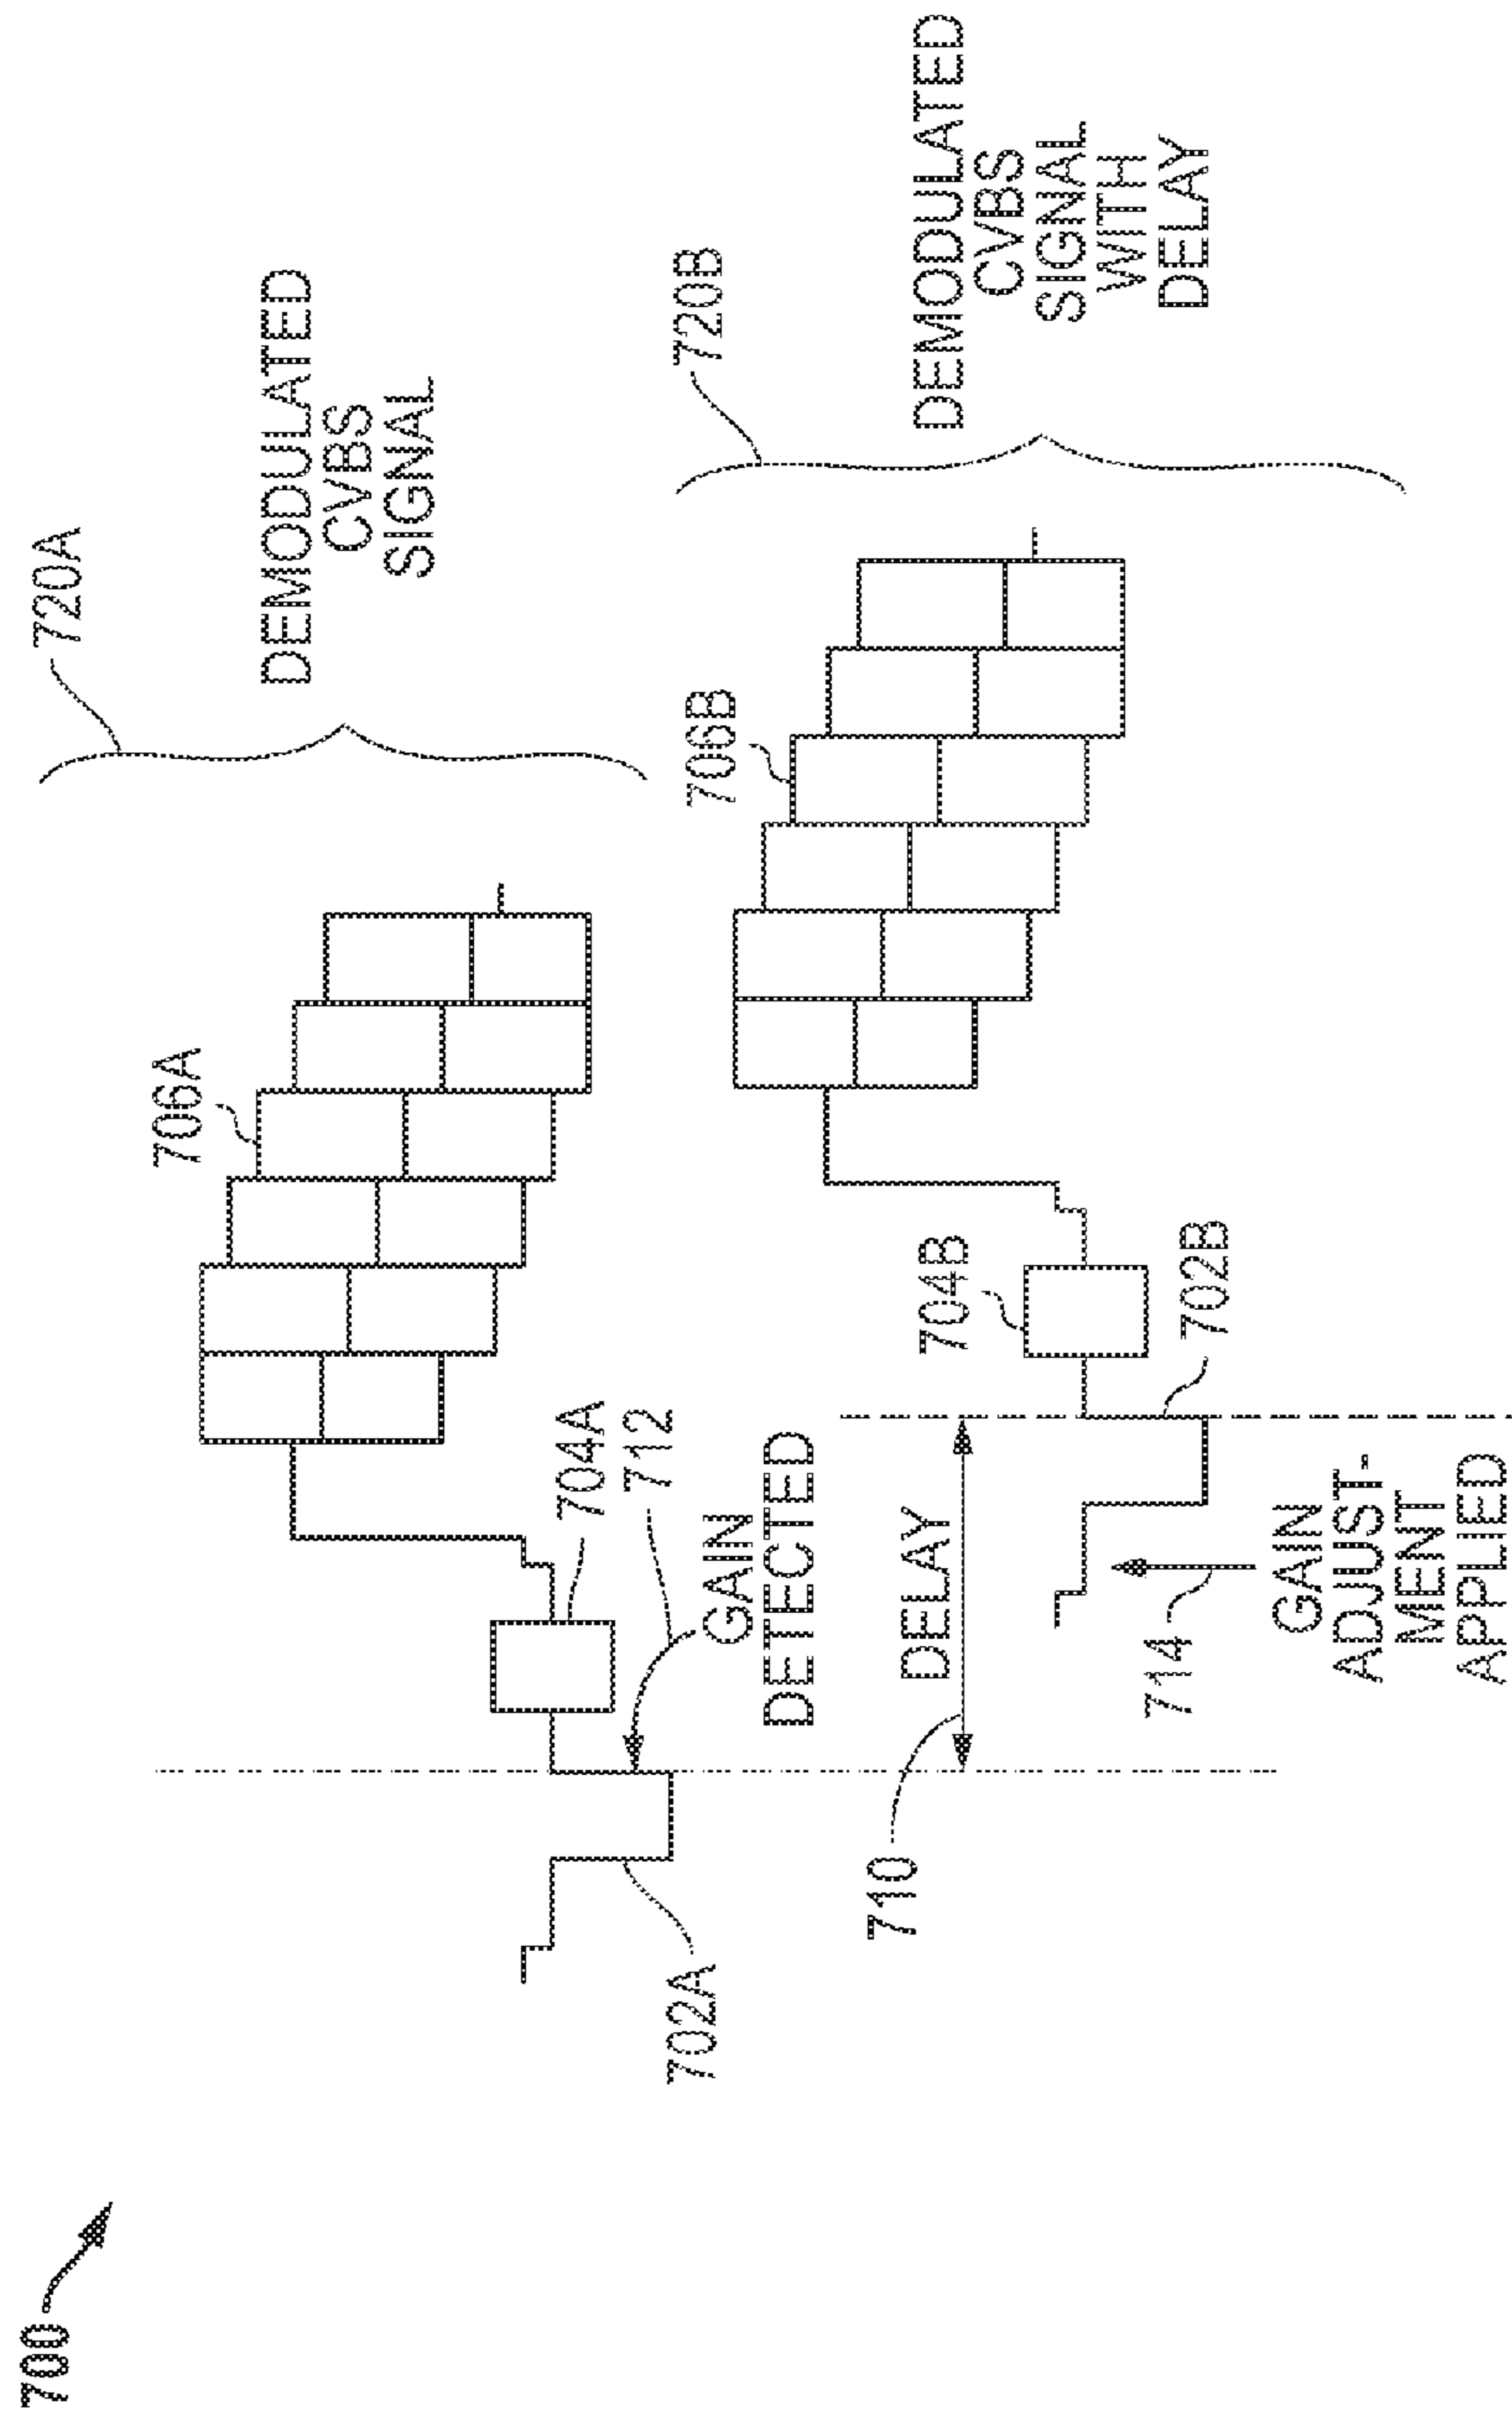 700
720A
DEMODULATED
CVBS
SIGNAL
706A
704A
712
GAIN
DETECTED
702A
720B
DEMODULATED
CVBS
SIGNAL
WITH
DELAY
706B
704B
702B
DELAY
710
714
GAIN
ADJUST-
MENT
APPLIED